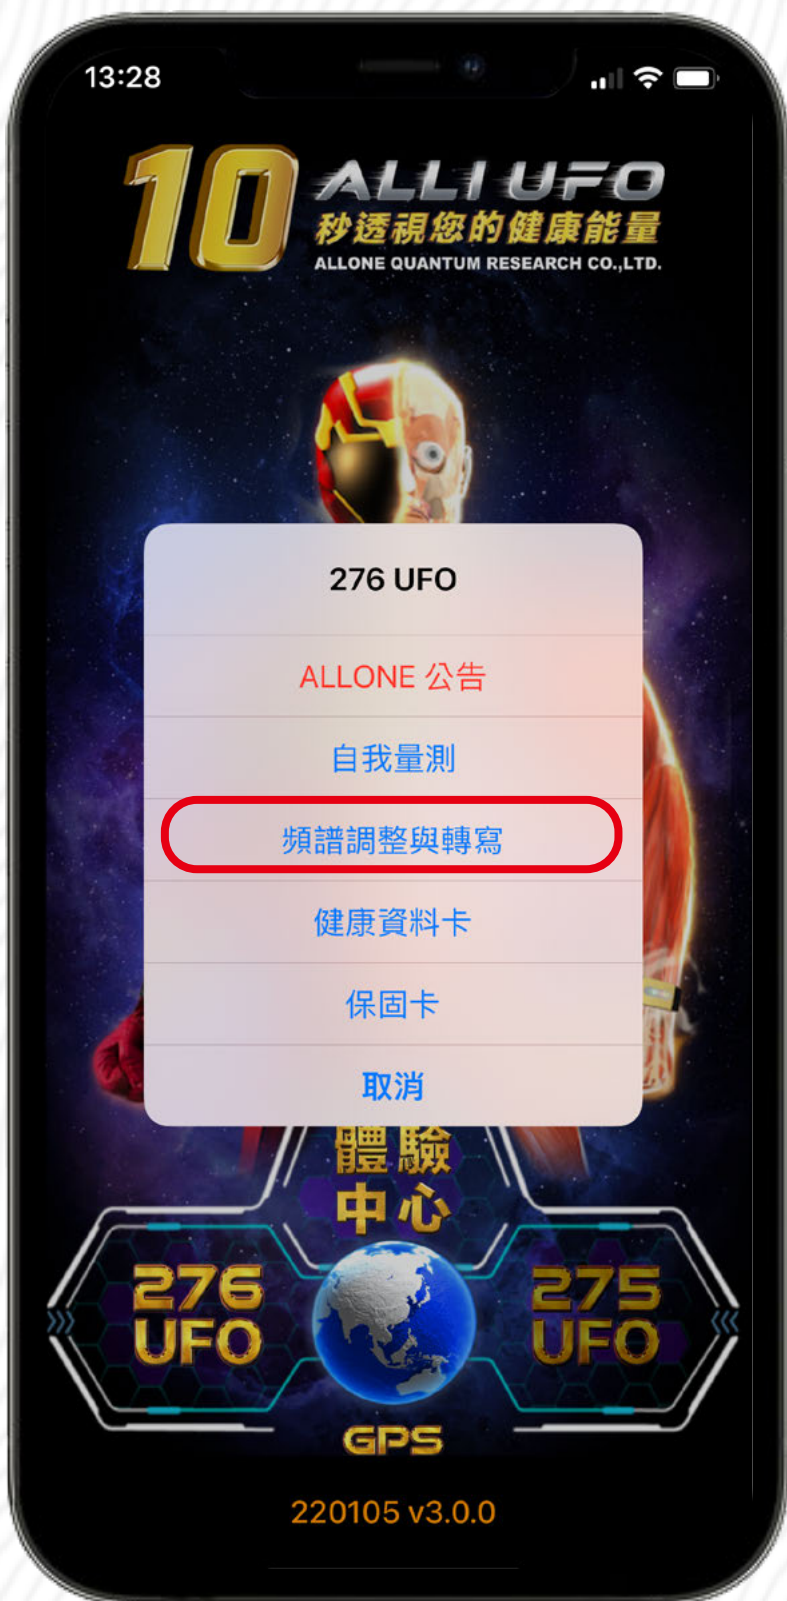 13:28
10
ALLI UFO
秒透視您的健康能量
ALLONE QUANTUM RESEARCH CO.,LTD.
276 UFO
ALLONE 公告
自我量測
頻譜調整與轉寫
健康資料卡
保固卡
取消
體驗
中心
276
UFO
275
UFO
GPS
220105 v3.0.0